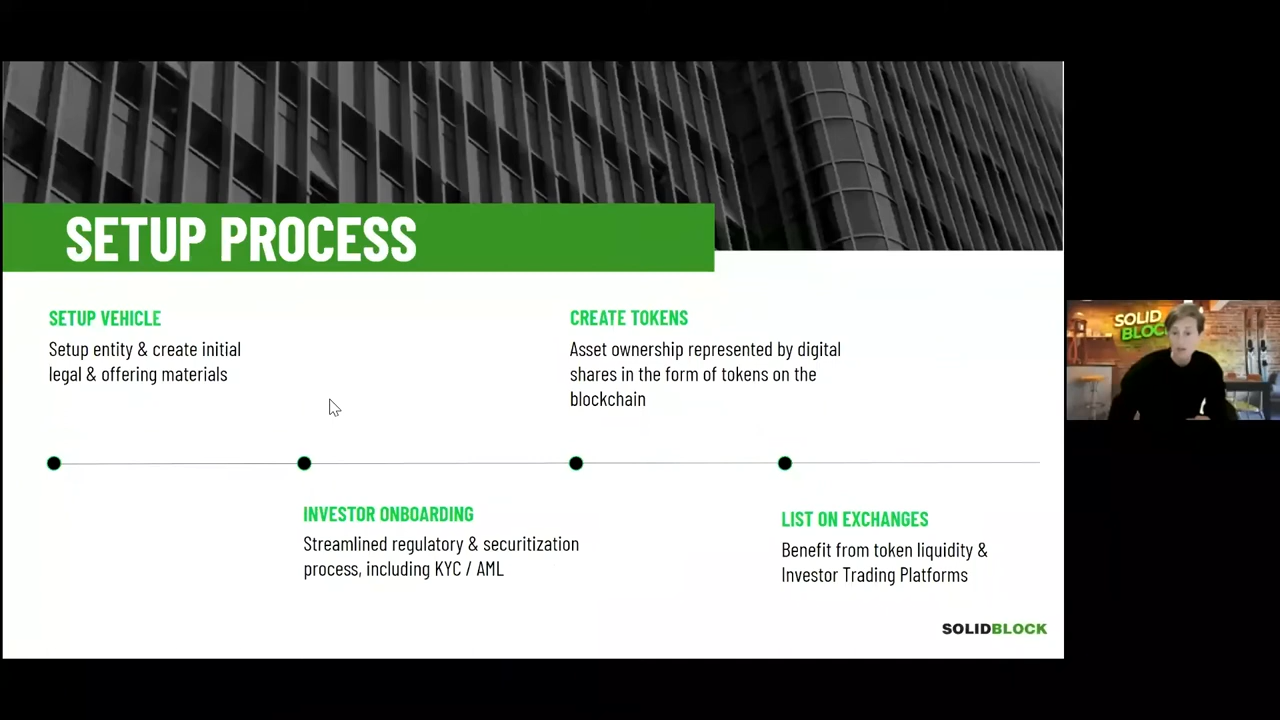 SETUP PROCESS
SETUP VEHICLE
Setup entity & create initial
legal & offering materials
CREATE TOKENS
Asset ownership represented by digital
shares in the form of tokens on the
blockchain
INVESTOR ONBOARDING
Streamlined regulatory & securitization
process, including KYC / AML
LIST ON EXCHANGES
Benefit from token liquidity &
Investor Trading Platforms
SOLIDBLOCK
SOLID
BLOC